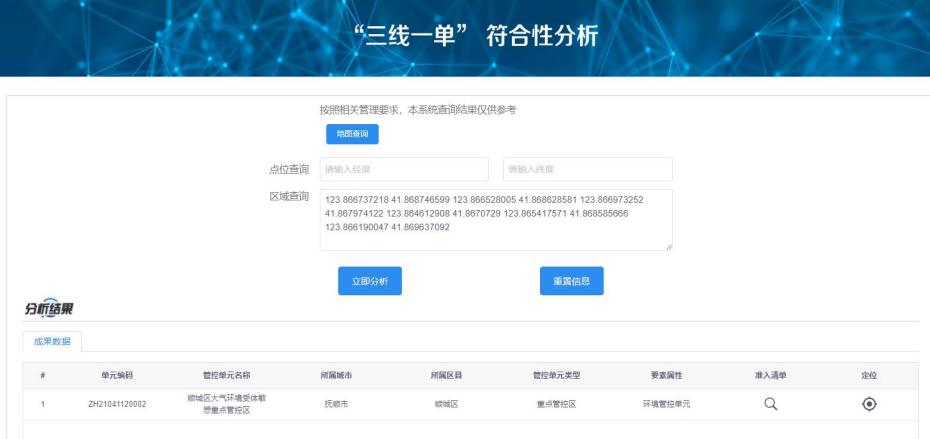 “三线一单” 符合性分析
按照相关管理要求，本系统查询结果仅供参考
地图查询
点位查询 请输入经度 请输入纬度
区域查询 123.866737218 41.868746599 123.866528005 41.868628581 123.866973252
41.867974122 123.864612908 41.8670729 123.865417571 41.868585666
123.866190047 41.869637092
立即分析 重置信息
分析结果
成果数据
# 单元编码 管控单元名称 所属城市 所属区县 管控单元类型 要素属性 准入清单 定位
1 ZH21041120002 顺城区大气环境受体敏 抚顺市 顺城区 重点管控区 环境管控单元
感重点管控区